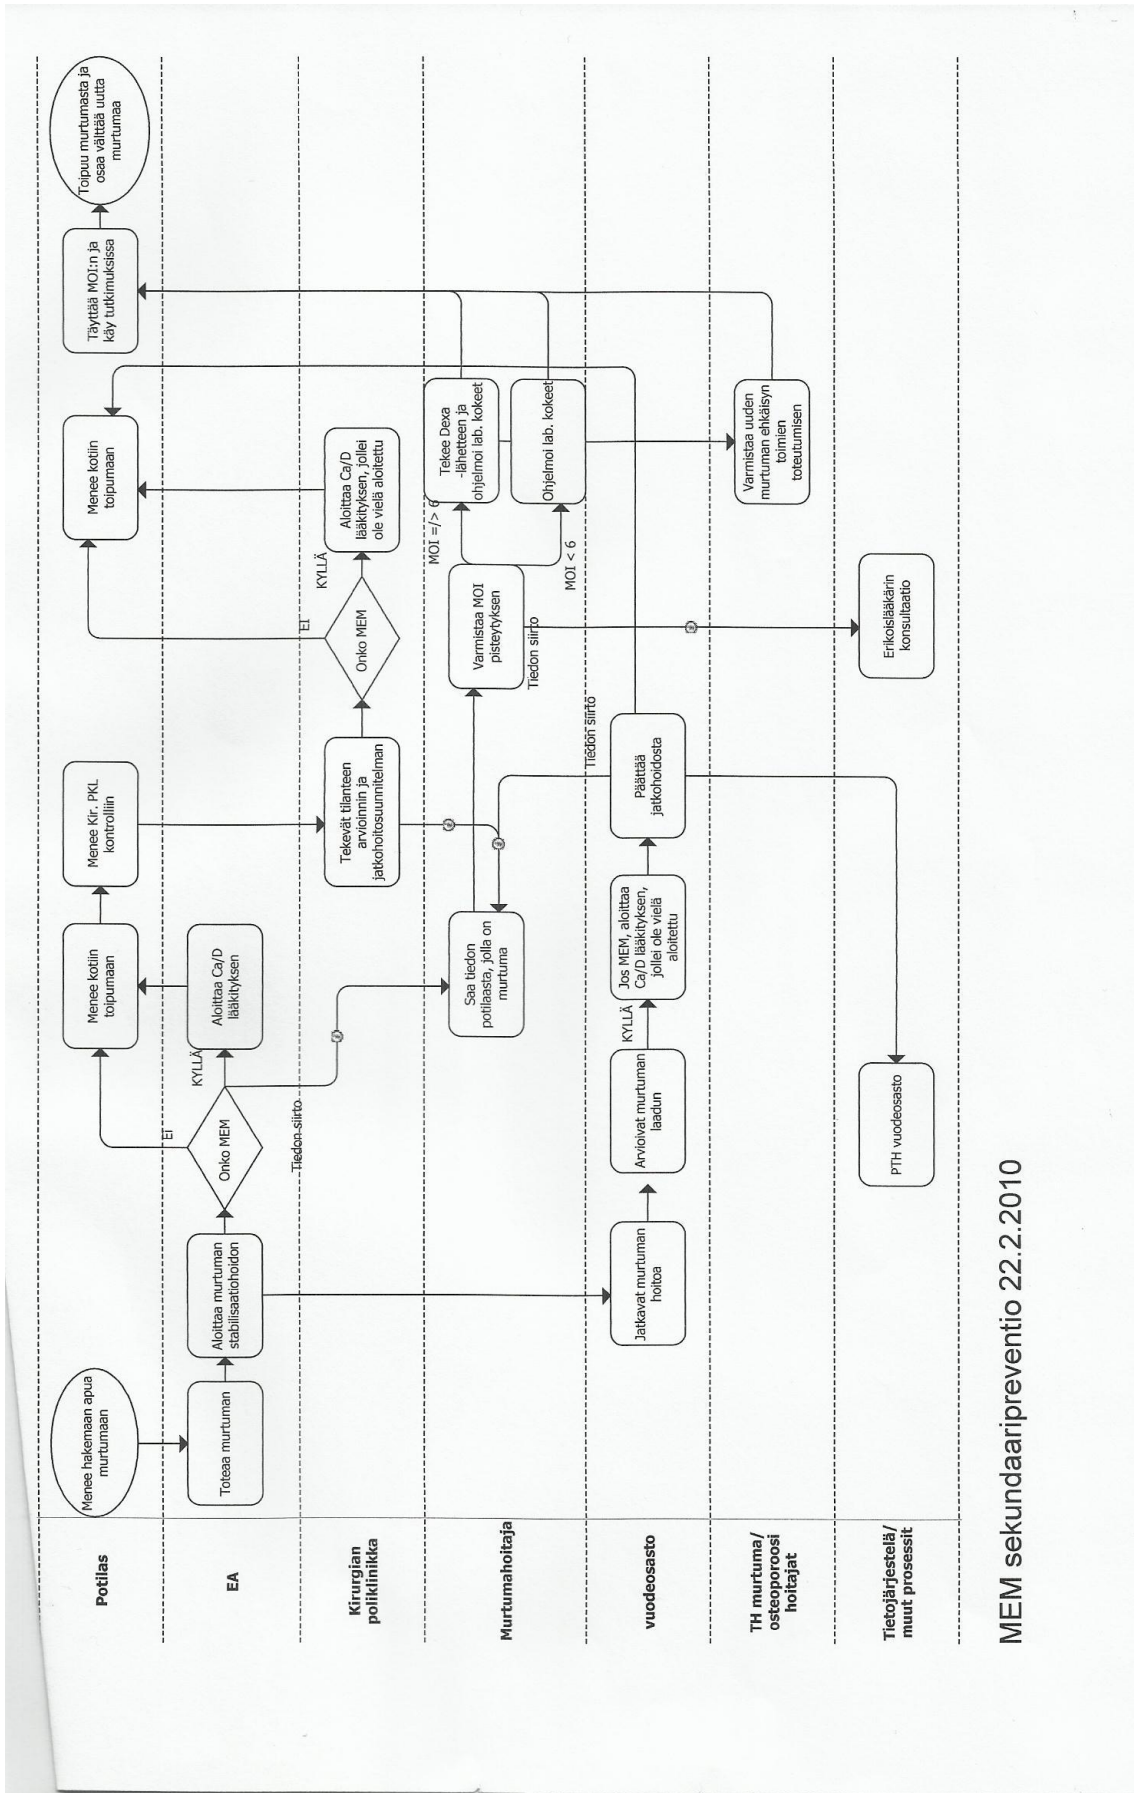 Potilas
Menee hakemaan apua
murtumaan
Menee kotiin
toipumaan
Menee Kir. PKL
kontrolliin
Menee kotiin
toipumaan
Täyttää MOI:n ja
käy tutkimuksissa
Toipuu murtumasta ja
osaa välttää uutta
murtumaa
EA
Toteaa murtuman
Aloittaa murtuman
stabilisaatiohoidon
Onko MEM
EI
KYLLÄ
Tiedon siirto
Aloittaa Ca/D
lääkityksen
Kirurgian
poliklinikka
Tekevät tilanteen
arvioinnin ja
jatkohoitosuunnitelman
Onko MEM
EI
KYLLÄ
Aloittaa Ca/D
lääkityksen, jollei
ole vielä aloitettu
Murtumahoitaja
Saa tiedon
potilaasta, jolla on
murtuma
Varmistaa MOI
pisteytyksen
Tiedon siirto
MOI =/> 6
MOI < 6
Tekee Dexa
-lähetteen ja
ohjelmoi lab. kokeet
Ohjelmoi lab. kokeet
vuodeosasto
Jatkavat murtuman
hoitoa
Arvioivat murtuman
laadun
KYLLÄ
Jos MEM, aloittaa
Ca/D lääkityksen,
jollei ole vielä
aloitettu
Päättää
jatkohoidosta
Tiedon siirto
TH murtuma/
osteoporoosi
hoitajat
Varmistaa uuden
murtuman ehkäisyn
toimien
toteutumisen
Tietojärjestelä/
muut prosessit
PTH vuodeosasto
Erikoislääkärin
konsultaatio
MEM sekundaaripreventio 22.2.2010